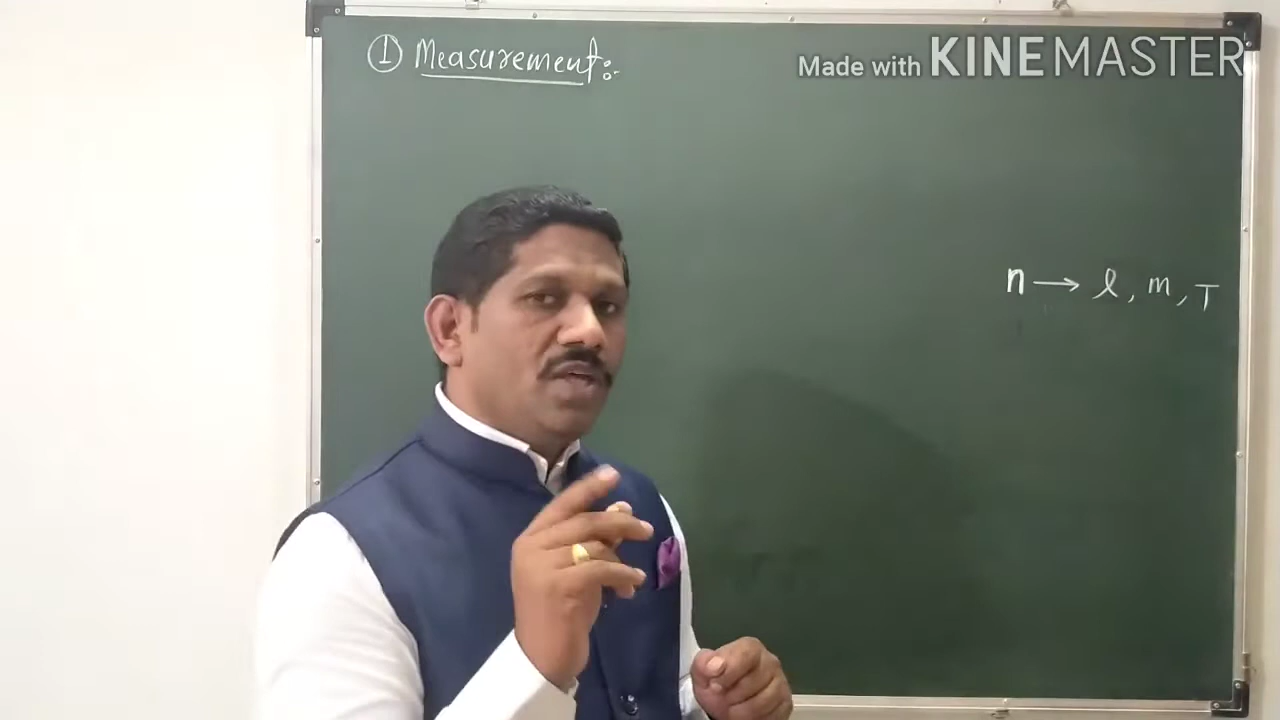 ① Measurement:
Made with KINEMASTER
n → l, m, T